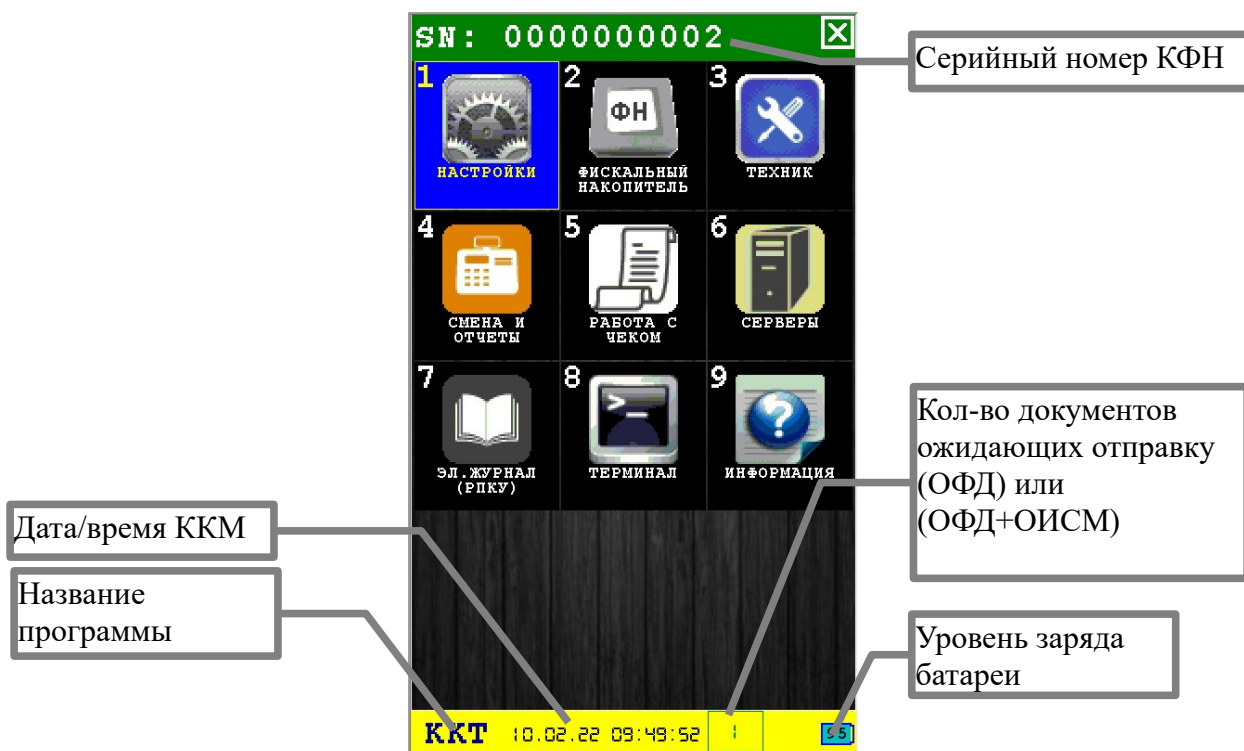 SN: 0000000002
Серийный номер КФН
1
НАСТРОЙКИ
2
ФН
ФИСКАЛЬНЫЙ
НАКОПИТЕЛЬ
3
ТЕХНИК
4
СМЕНА И
ОТЧЕТЫ
5
РАБОТА С
ЧЕКОМ
6
СЕРВЕРЫ
7
ЭЛ.ЖУРНАЛ
(РПКУ)
8
>_
ТЕРМИНАЛ
9
?
ИНФОРМАЦИЯ
Кол-во документов
ожидающих отправку
(ОФД) или
(ОФД+ОИСМ)
Дата/время ККМ
Название
программы
Уровень заряда
батареи
ККТ 10.02.22 09:49:52 1 95